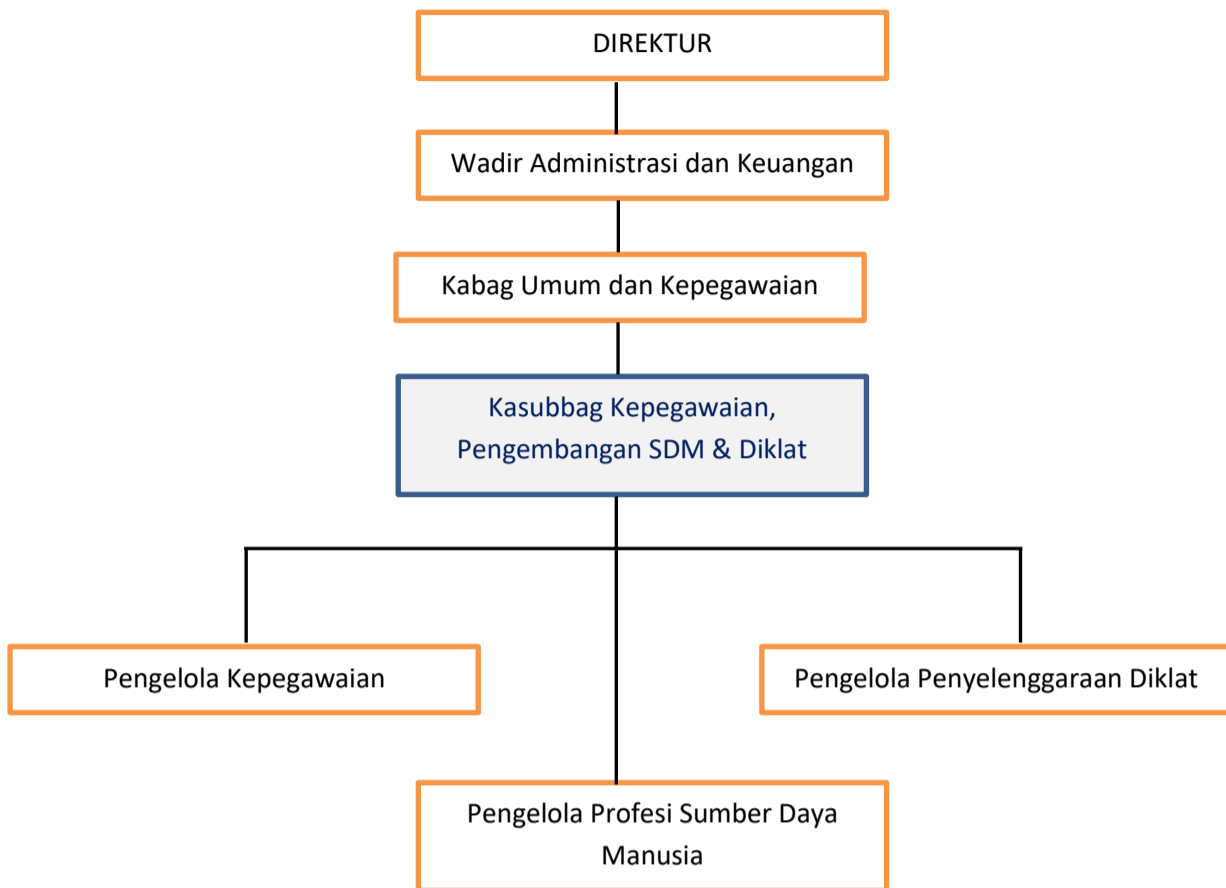 DIREKTUR
Wadir Administrasi dan Keuangan
Kabag Umum dan Kepegawaian
Kasubbag Kepegawaian,
Pengembangan SDM & Diklat
Pengelola Kepegawaian
Pengelola Penyelenggaraan Diklat
Pengelola Profesi Sumber Daya
Manusia